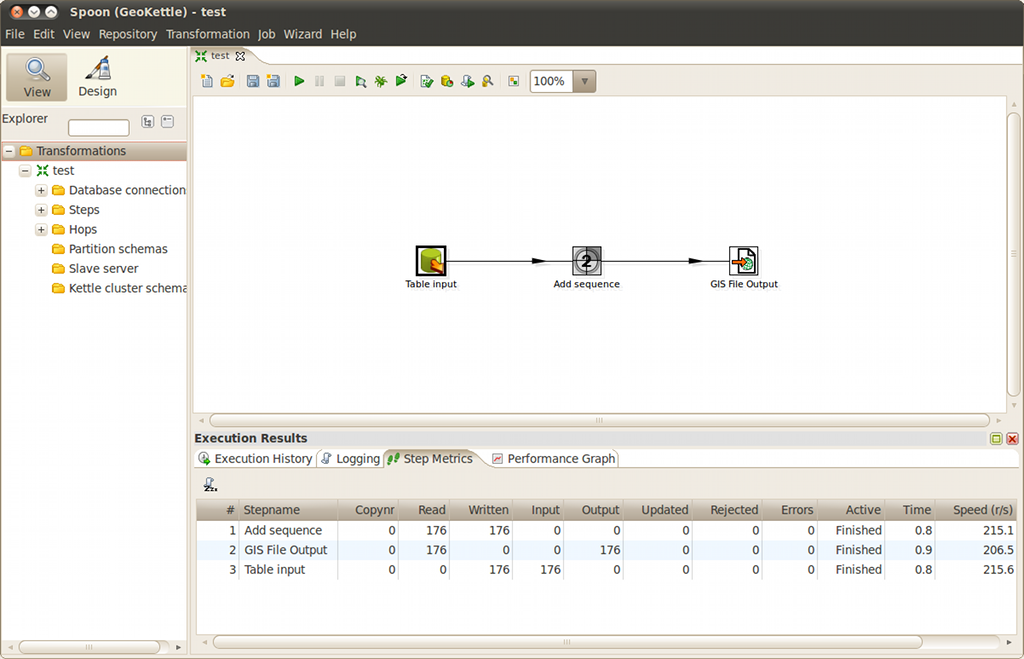 Spoon (GeoKettle) - test
File Edit View Repository Transformation Job Wizard Help
test
View Design
100%
Explorer
Transformations
test
Database connection
Steps
Hops
Partition schemas
Slave server
Kettle cluster schema
2
Table input Add sequence GIS File Output
Execution Results
Execution History Logging Step Metrics Performance Graph
# Stepname Copynr Read Written Input Output Updated Rejected Errors Active Time Speed (r/s)
1 Add sequence 0 176 176 0 0 0 0 0 Finished 0.8 215.1
2 GIS File Output 0 176 0 0 176 0 0 0 Finished 0.9 206.5
3 Table input 0 0 176 176 0 0 0 0 Finished 0.8 215.6